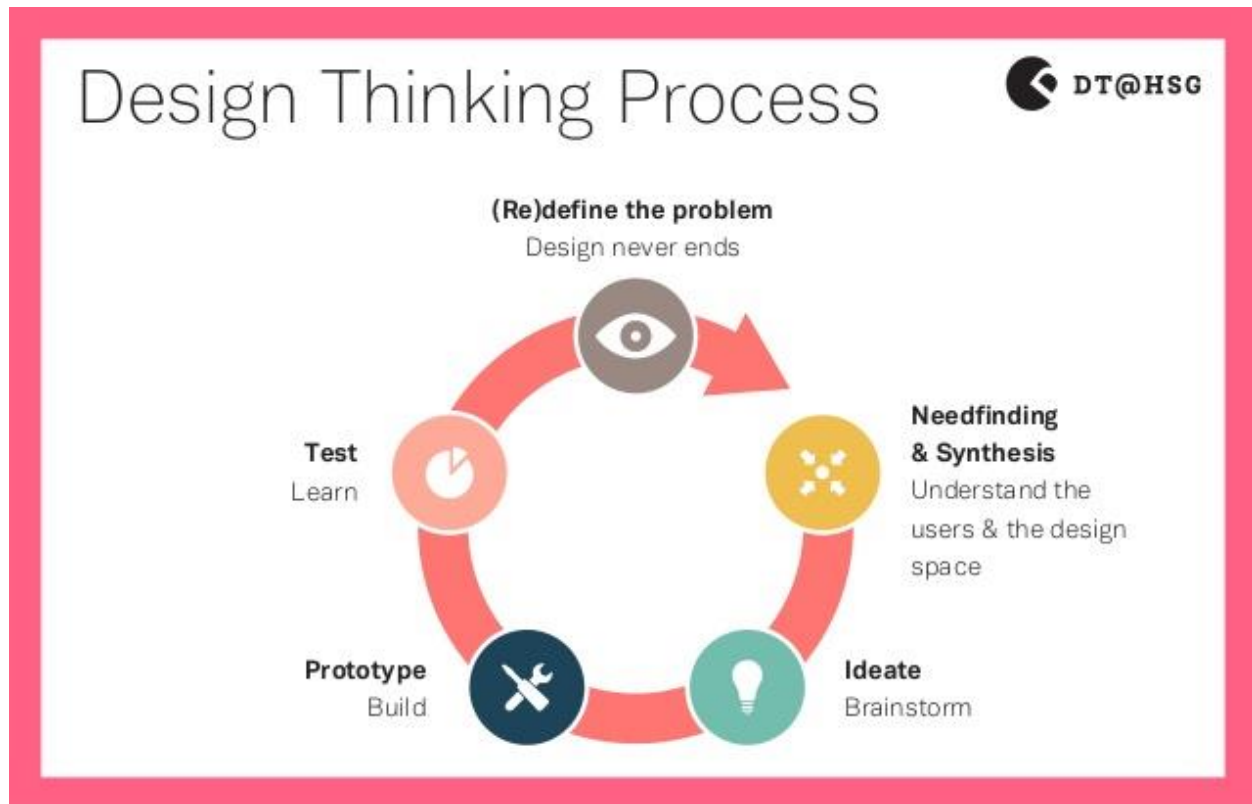 Design Thinking Process
DT@HSG
(Re)define the problem
Design never ends
Needfinding
& Synthesis
Understand the
users & the design
space
Ideate
Brainstorm
Prototype
Build
Test
Learn